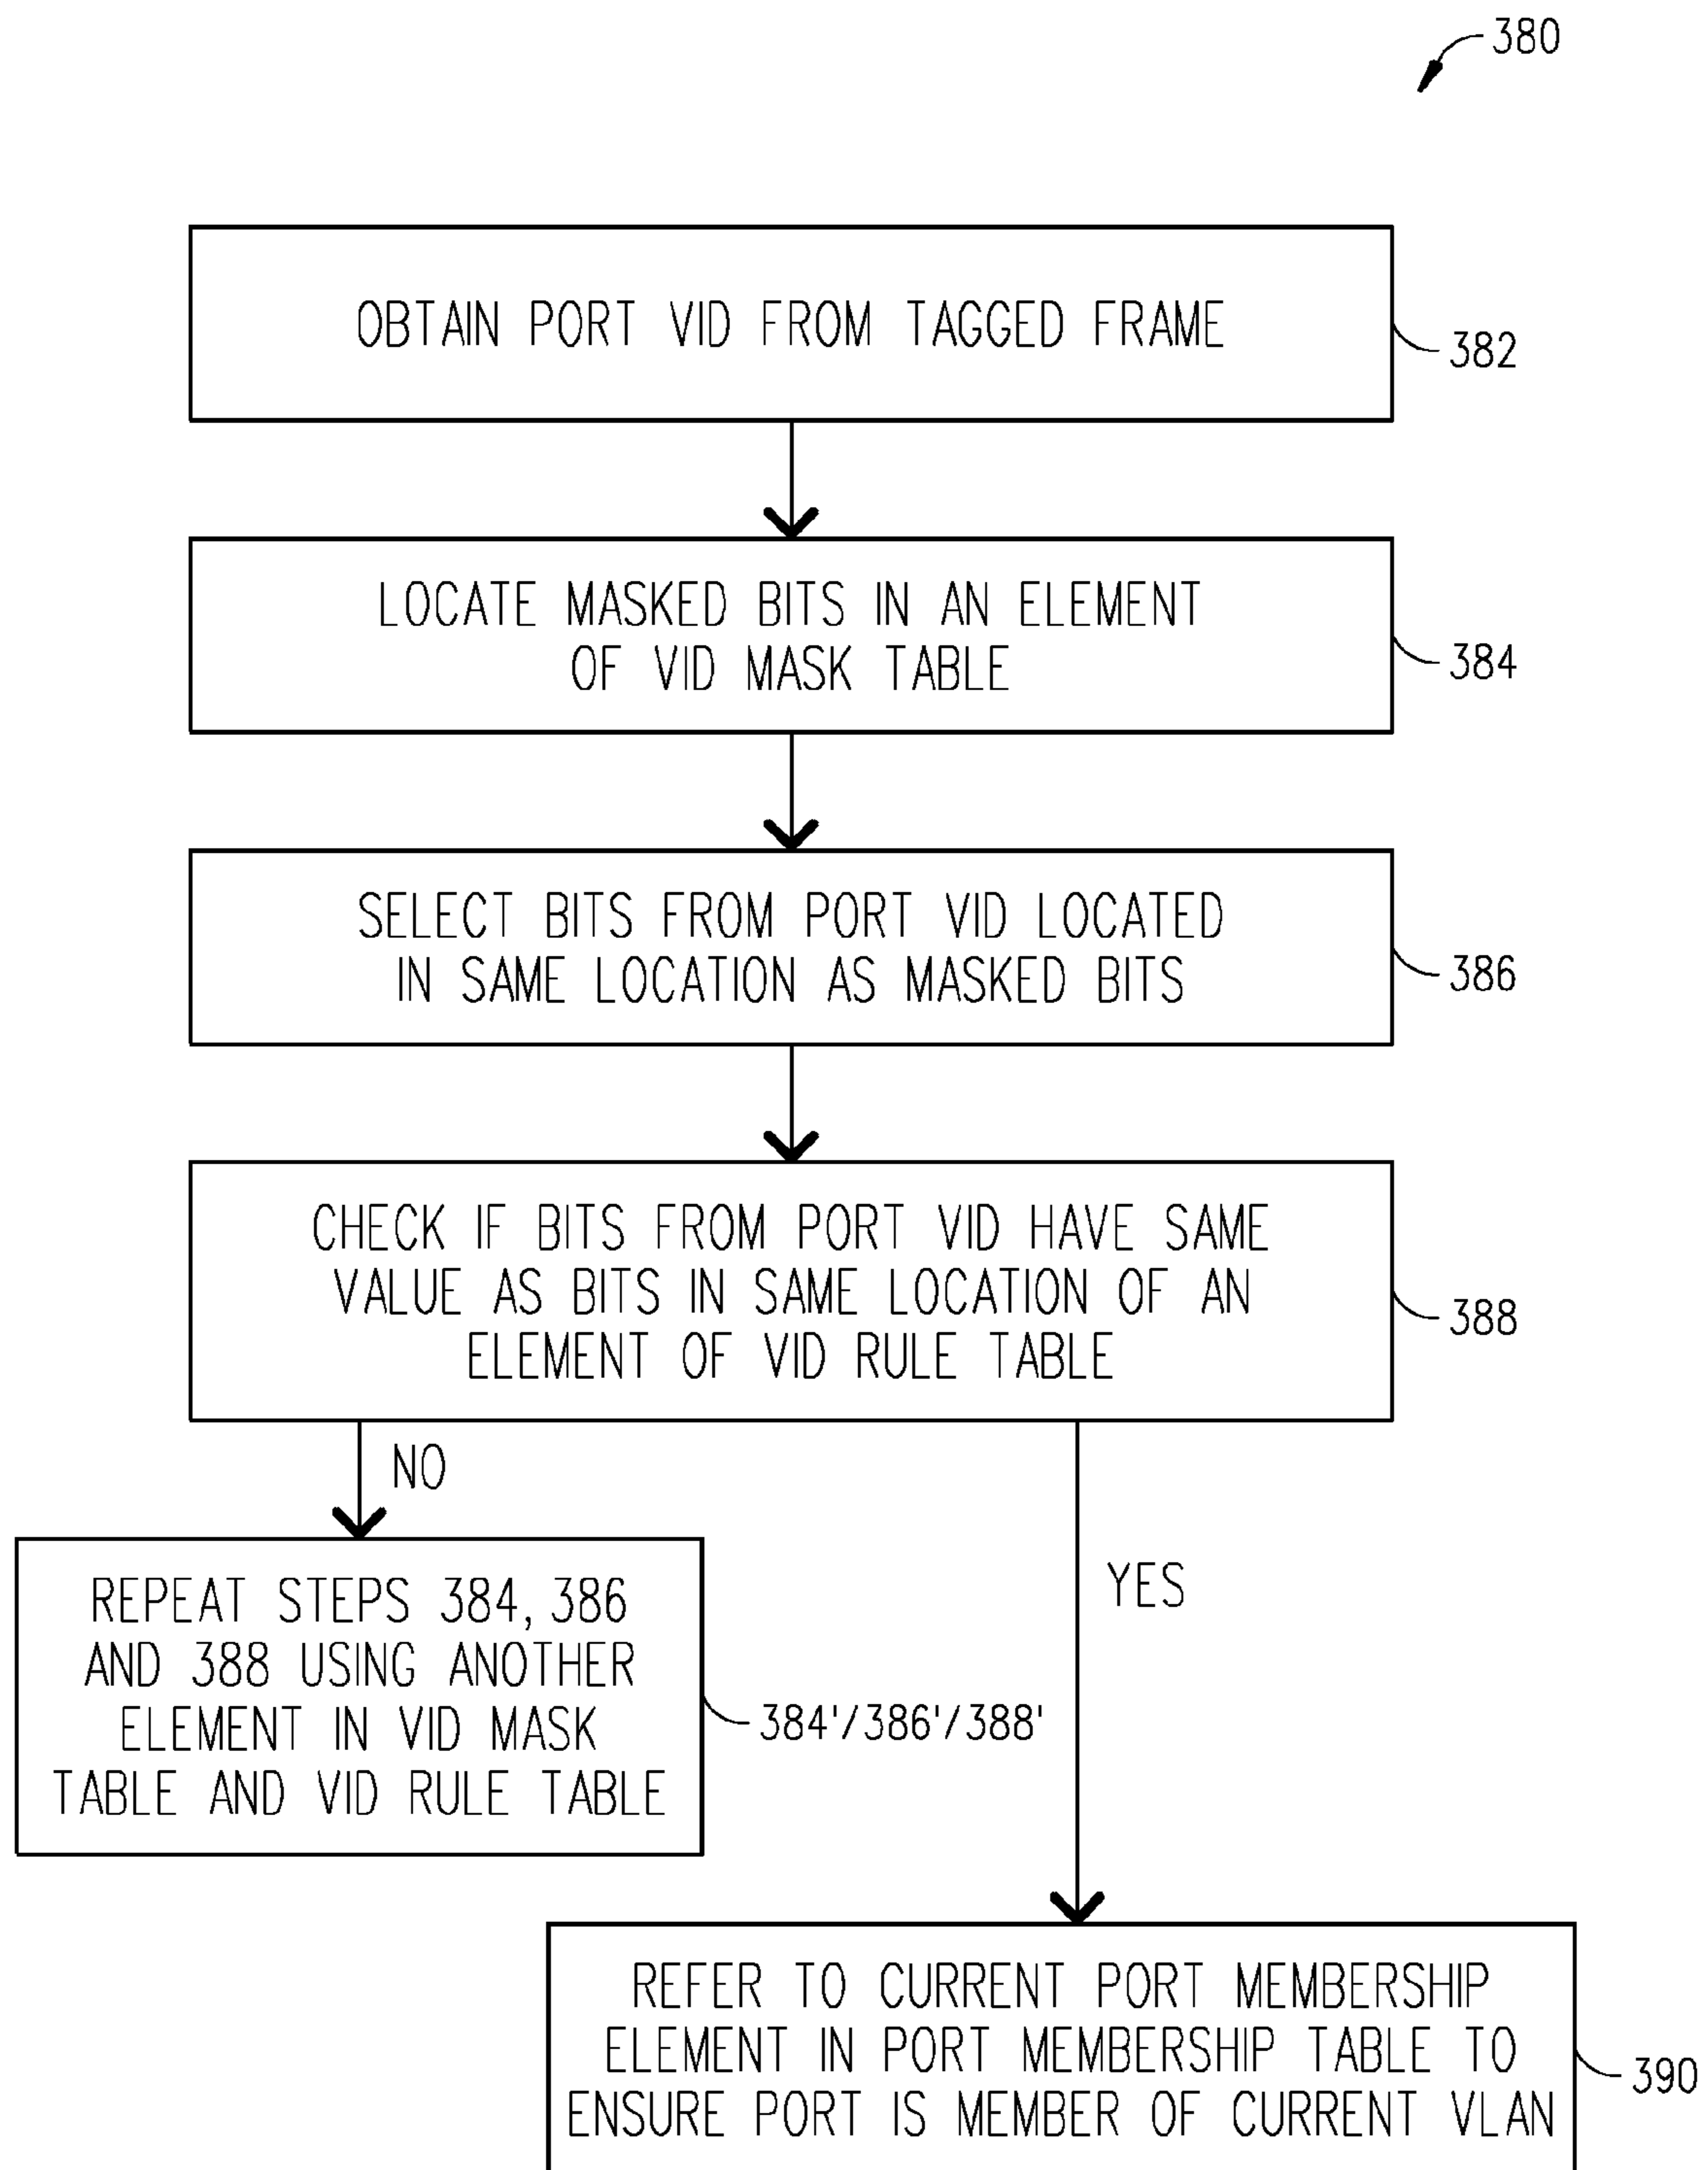 380
OBTAIN PORT VID FROM TAGGED FRAME
382
LOCATE MASKED BITS IN AN ELEMENT
OF VID MASK TABLE
384
SELECT BITS FROM PORT VID LOCATED
IN SAME LOCATION AS MASKED BITS
386
CHECK IF BITS FROM PORT VID HAVE SAME
VALUE AS BITS IN SAME LOCATION OF AN
ELEMENT OF VID RULE TABLE
388
NO
YES
REPEAT STEPS 384, 386
AND 388 USING ANOTHER
ELEMENT IN VID MASK
TABLE AND VID RULE TABLE
384'/386'/388'
REFER TO CURRENT PORT MEMBERSHIP
ELEMENT IN PORT MEMBERSHIP TABLE TO
ENSURE PORT IS MEMBER OF CURRENT VLAN
390